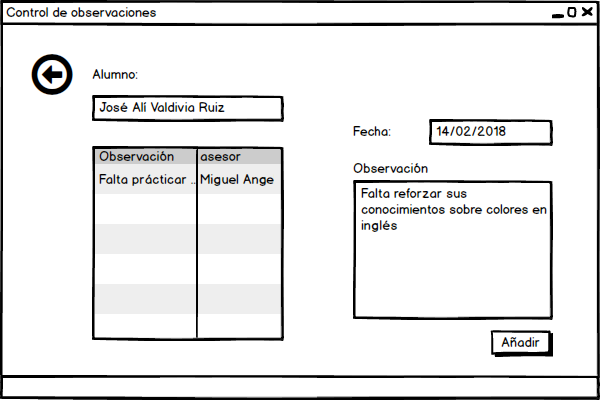 Control de observaciones
Alumno:
José Alí Valdivia Ruiz
Observación asesor
Falta prácticar .. Miguel Ange
Fecha: 14/02/2018
Observación
Falta reforzar sus
conocimientos sobre colores en
inglés
Añadir